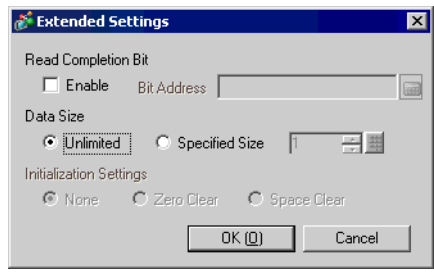 Extended Settings
Read Completion Bit
Enable Bit Address
Data Size
Unlimited Specified Size 1
Initialization Settings
None Zero Clear Space Clear
OK (O) Cancel